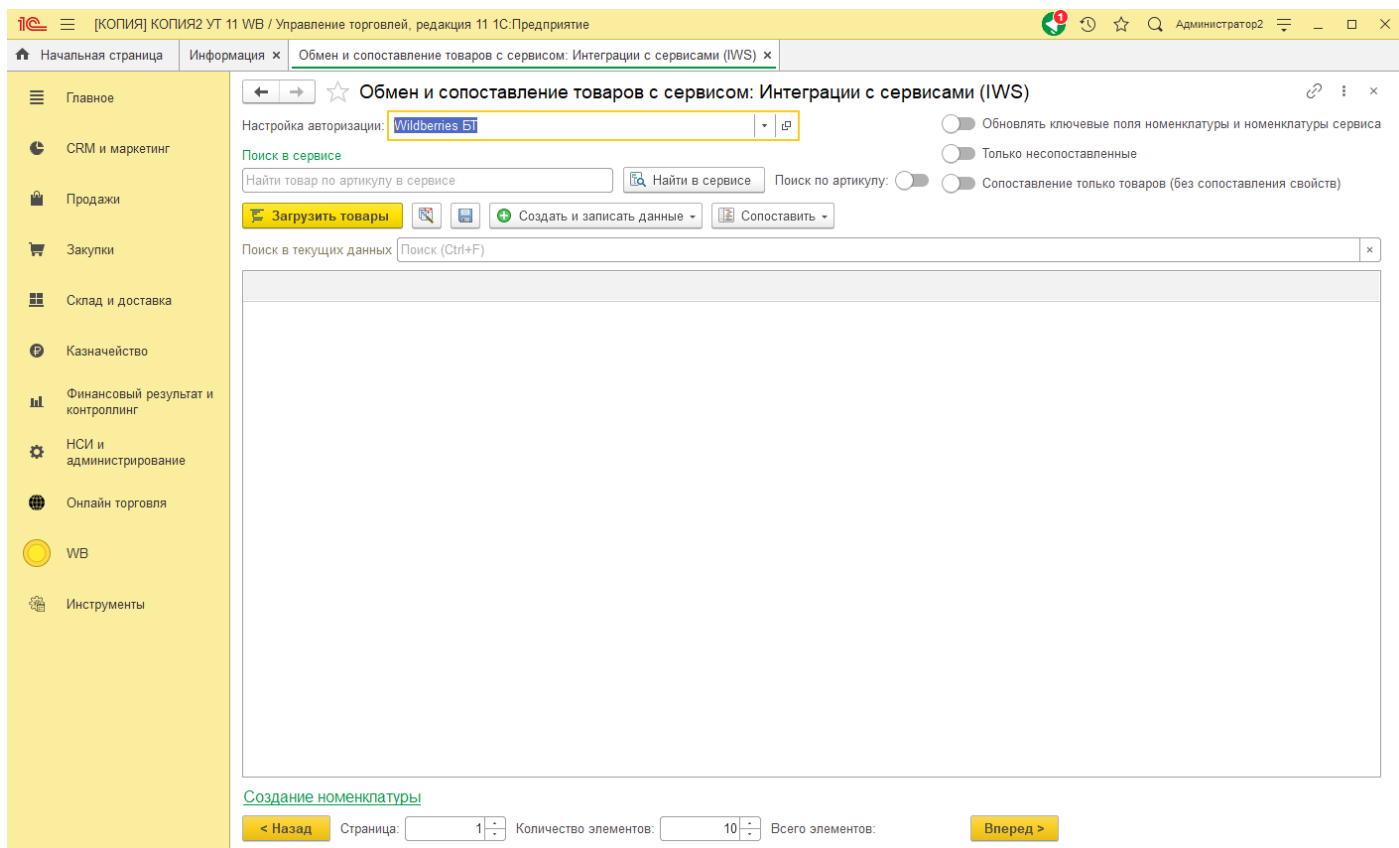 [КОПИЯ] КОПИЯ2 УТ 11 WB / Управление торговлей, редакция 11 1С:Предприятие
1
Администратор2
Начальная страница
Информация ×
Обмен и сопоставление товаров с сервисом: Интеграции с сервисами (IWS) ×
Главное
CRM и маркетинг
Продажи
Закупки
Склад и доставка
Казначейство
Финансовый результат и
контроллинг
НСИ и
администрирование
Онлайн торговля
WB
Инструменты
Обмен и сопоставление товаров с сервисом: Интеграции с сервисами (IWS)
Настройка авторизации: Wildberries БТ
Обновлять ключевые поля номенклатуры и номенклатуры сервиса
Поиск в сервисе
Только несопоставленные
Найти товар по артикулу в сервисе
Найти в сервисе
Поиск по артикулу:
Сопоставление только товаров (без сопоставления свойств)
Загрузить товары
Создать и записать данные
Сопоставить
Поиск в текущих данных Поиск (Ctrl+F)
Создание номенклатуры
< Назад
Страница: 1
Количество элементов: 10
Всего элементов:
Вперед >